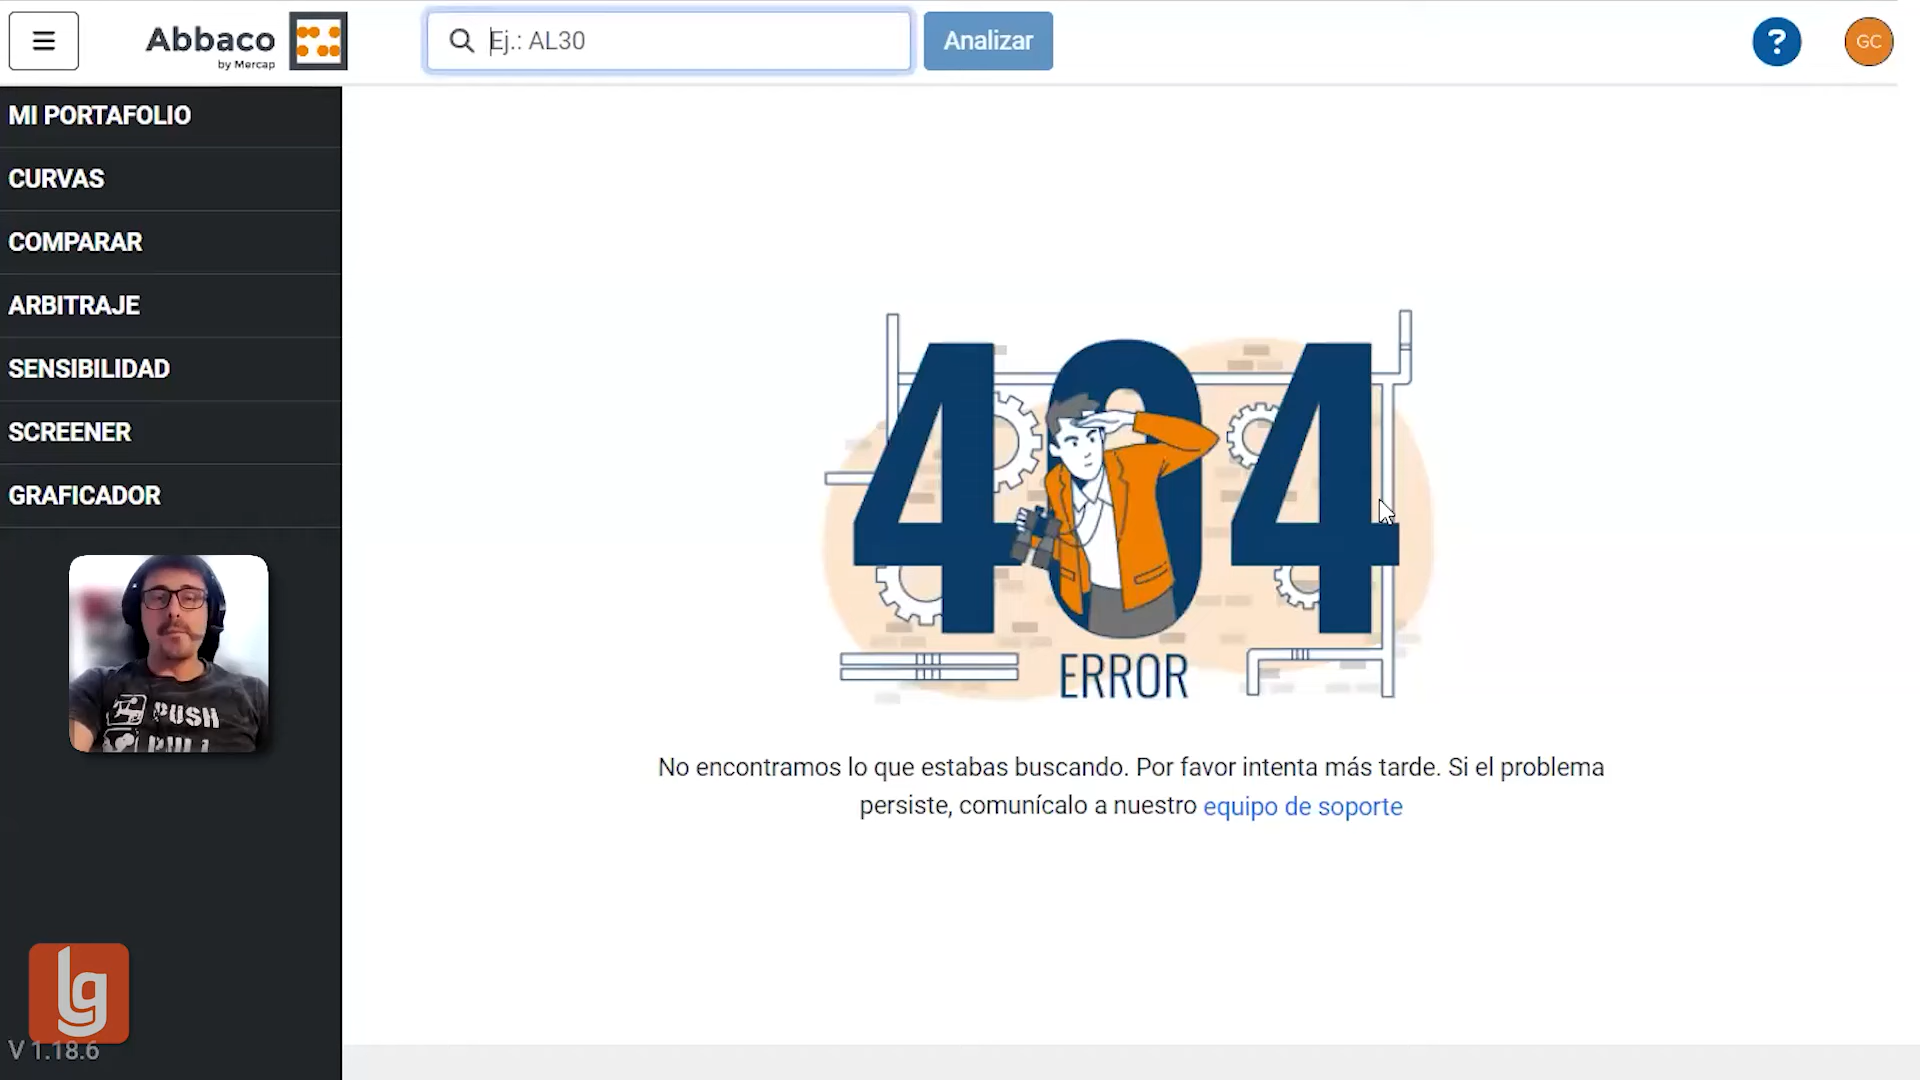 Abbaco
by Mercap
Ej.: AL30
Analizar
?
GC
MI PORTAFOLIO
CURVAS
COMPARAR
ARBITRAJE
SENSIBILIDAD
SCREENER
GRAFICADOR
404
ERROR
PUSH
PULL
No encontramos lo que estabas buscando. Por favor intenta más tarde. Si el problema
persiste, comunícalo a nuestro equipo de soporte
lg
V 1.18.6